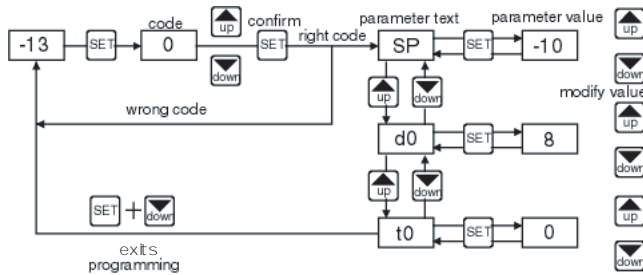 code
confirm
parameter text
parameter value
-13
SET
0
up
down
SET
right code
SP
SET
-10
up
down
modify value
wrong code
up
down
d0
SET
8
up
down
SET + down
up
down
exits
programming
t0
SET
0
up
down